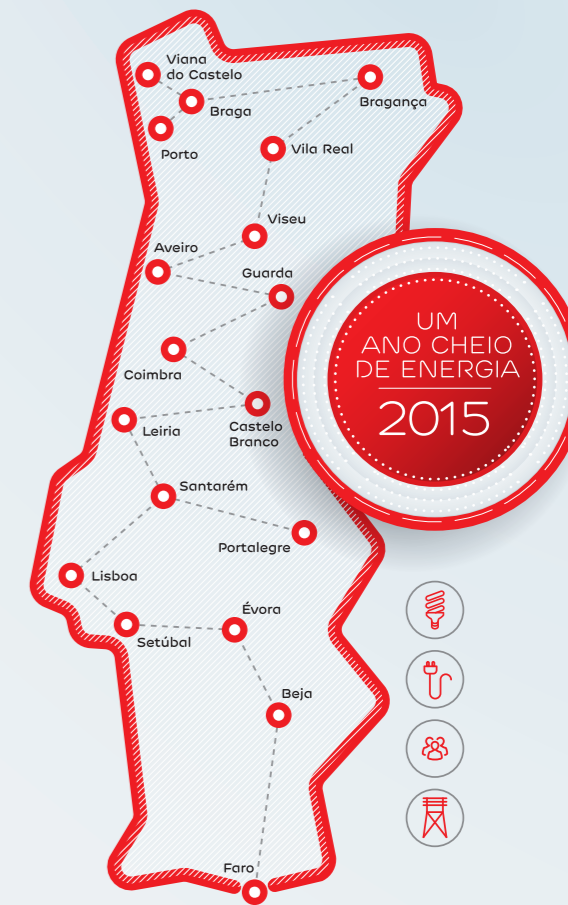 Viana
do Castelo
Braga
Bragança
Porto
Vila Real
Viseu
Aveiro
Guarda
UM
ANO CHEIO
DE ENERGIA
2015
Coimbra
Castelo
Branco
Leiria
Santarém
Portalegre
Lisboa
Évora
Setúbal
Beja
Faro